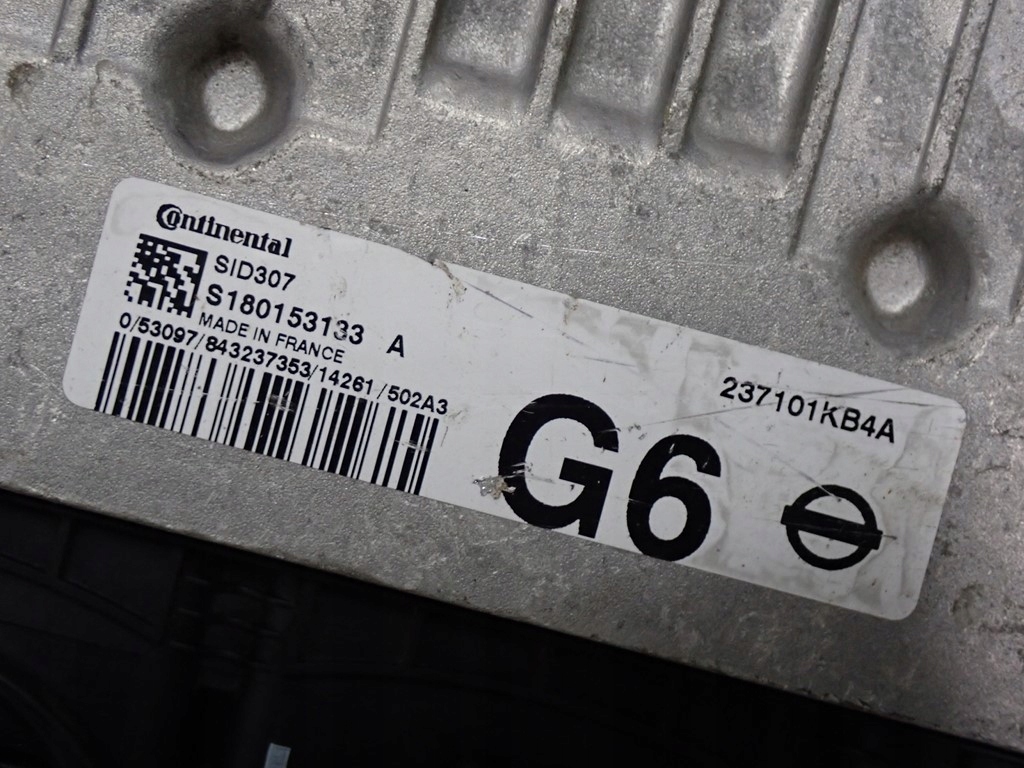 Continental
SID307
S180153133 A
MADE IN FRANCE
0/53097/843237353/14261/502A3
237101KB4A
G6